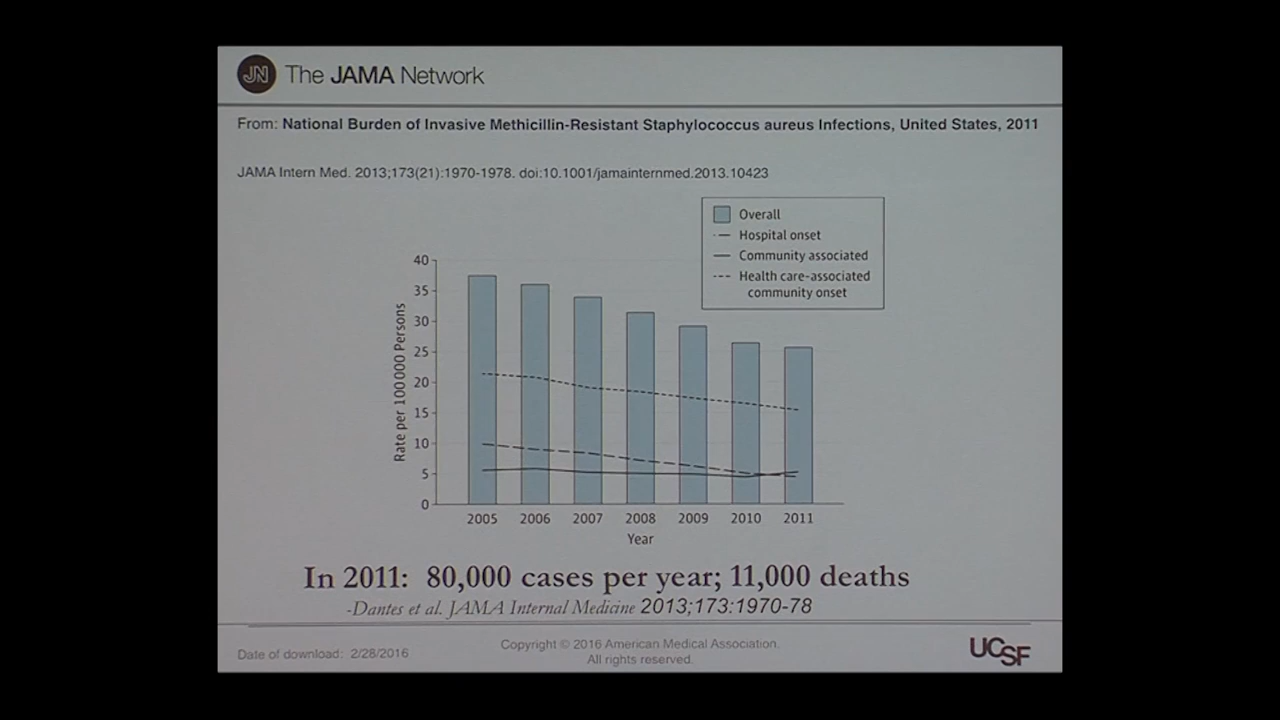 JN The JAMA Network
From: National Burden of Invasive Methicillin-Resistant Staphylococcus aureus Infections, United States, 2011
JAMA Intern Med. 2013;173(21):1970-1978. doi:10.1001/jamainternmed.2013.10423
Overall
Hospital onset
Community associated
Health care-associated
community onset
Rate per 100 000 Persons
40
35
30
25
20
15
10
5
0
2005 2006 2007 2008 2009 2010 2011
Year
In 2011: 80,000 cases per year; 11,000 deaths
-Dantes et al. JAMA Internal Medicine 2013;173:1970-78
Date of download: 2/28/2016
Copyright © 2016 American Medical Association.
All rights reserved.
UCSF